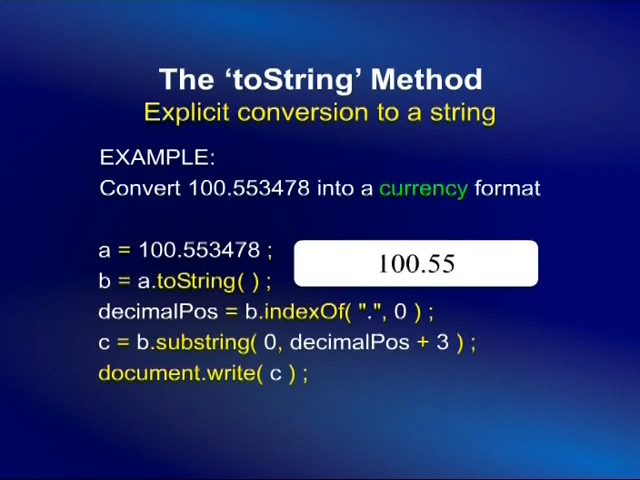 The ‘toString’ Method
Explicit conversion to a string
EXAMPLE:
Convert 100.553478 into a currency format
a = 100.553478 ;
100.55
b = a.toString( ) ;
decimalPos = b.indexOf( ".", 0 ) ;
c = b.substring( 0, decimalPos + 3 ) ;
document.write( c ) ;